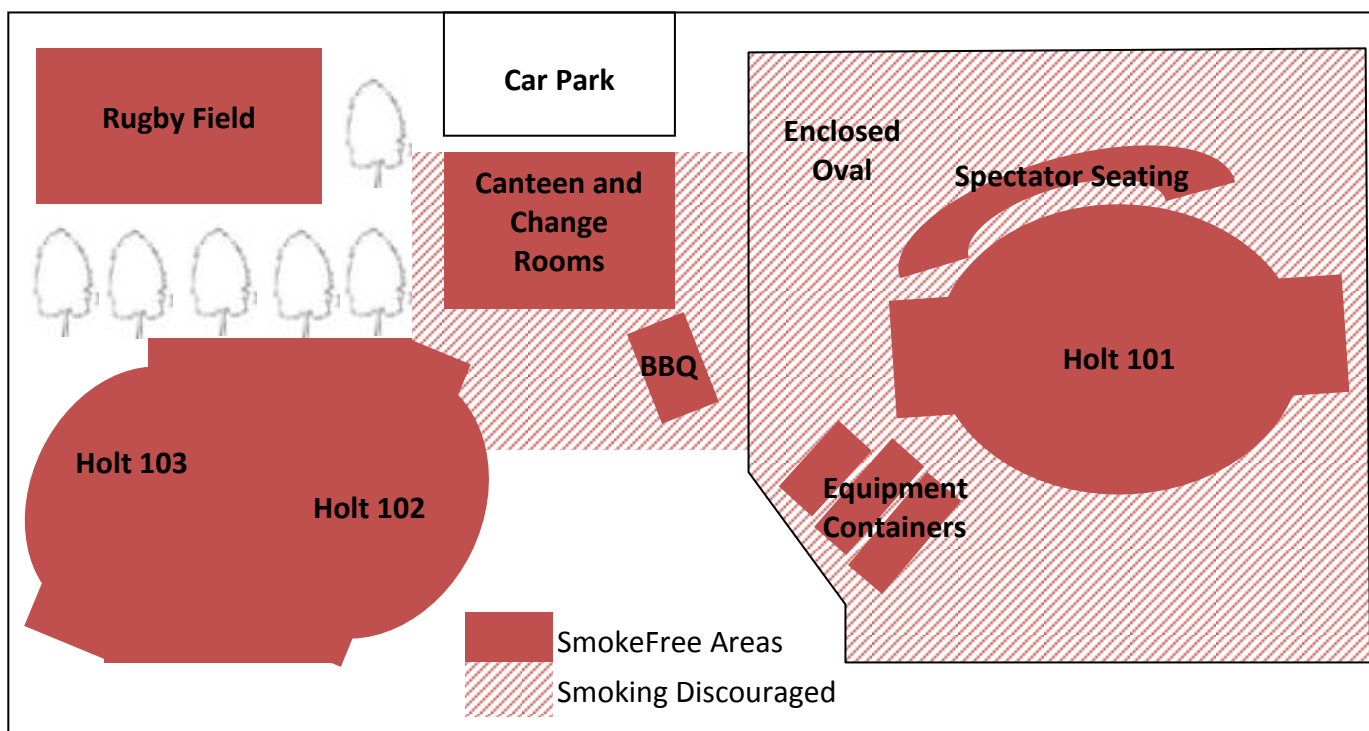 Rugby Field
Car Park
Canteen and
Change
Rooms
BBQ
Enclosed
Oval
Spectator Seating
Holt 101
Equipment
Containers
Holt 103
Holt 102
SmokeFree Areas
Smoking Discouraged